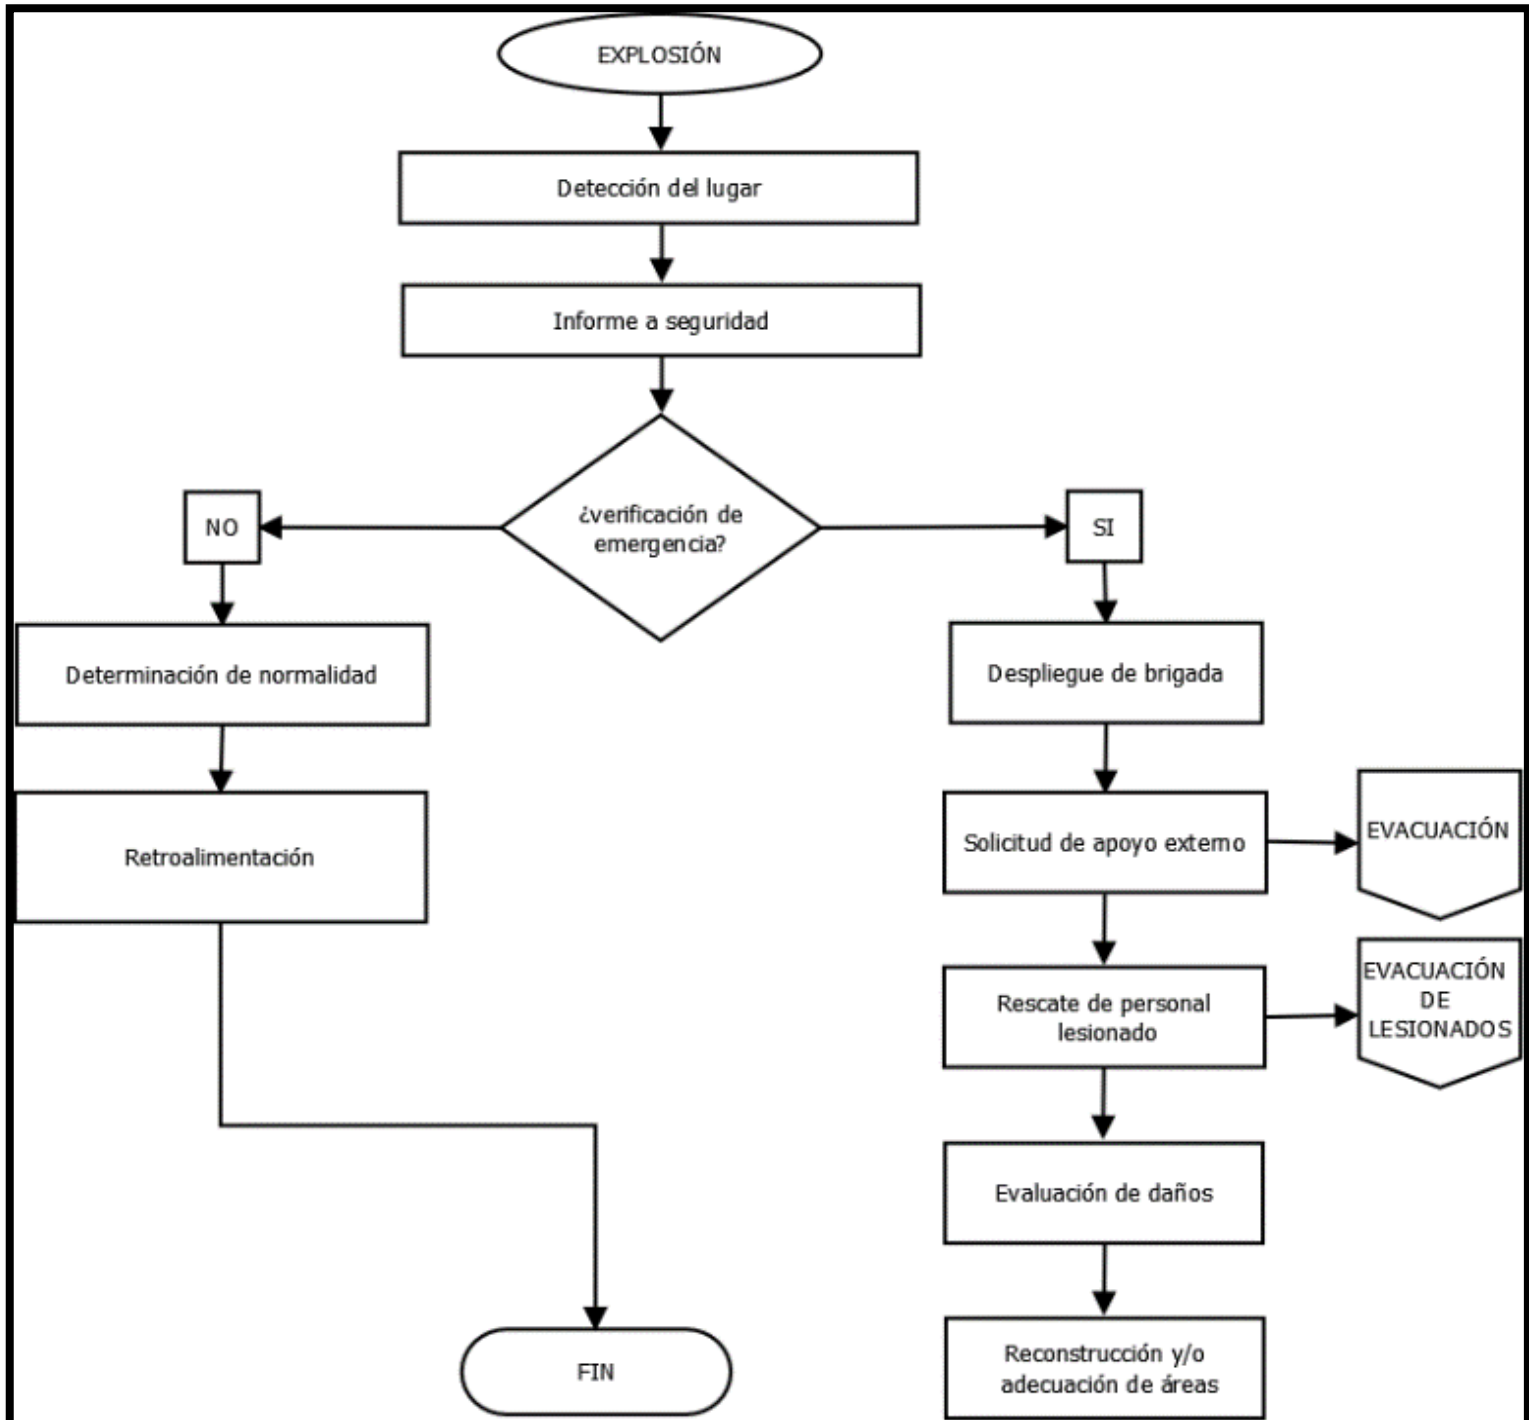 EXPLOSIÓN
Detección del lugar
Informe a seguridad
¿verificación de
emergencia?
NO
SI
Determinación de normalidad
Despliegue de brigada
Retroalimentación
Solicitud de apoyo externo
EVACUACIÓN
Rescate de personal
lesionado
EVACUACIÓN
DE
LESIONADOS
Evaluación de daños
FIN
Reconstrucción y/o
adecuación de áreas